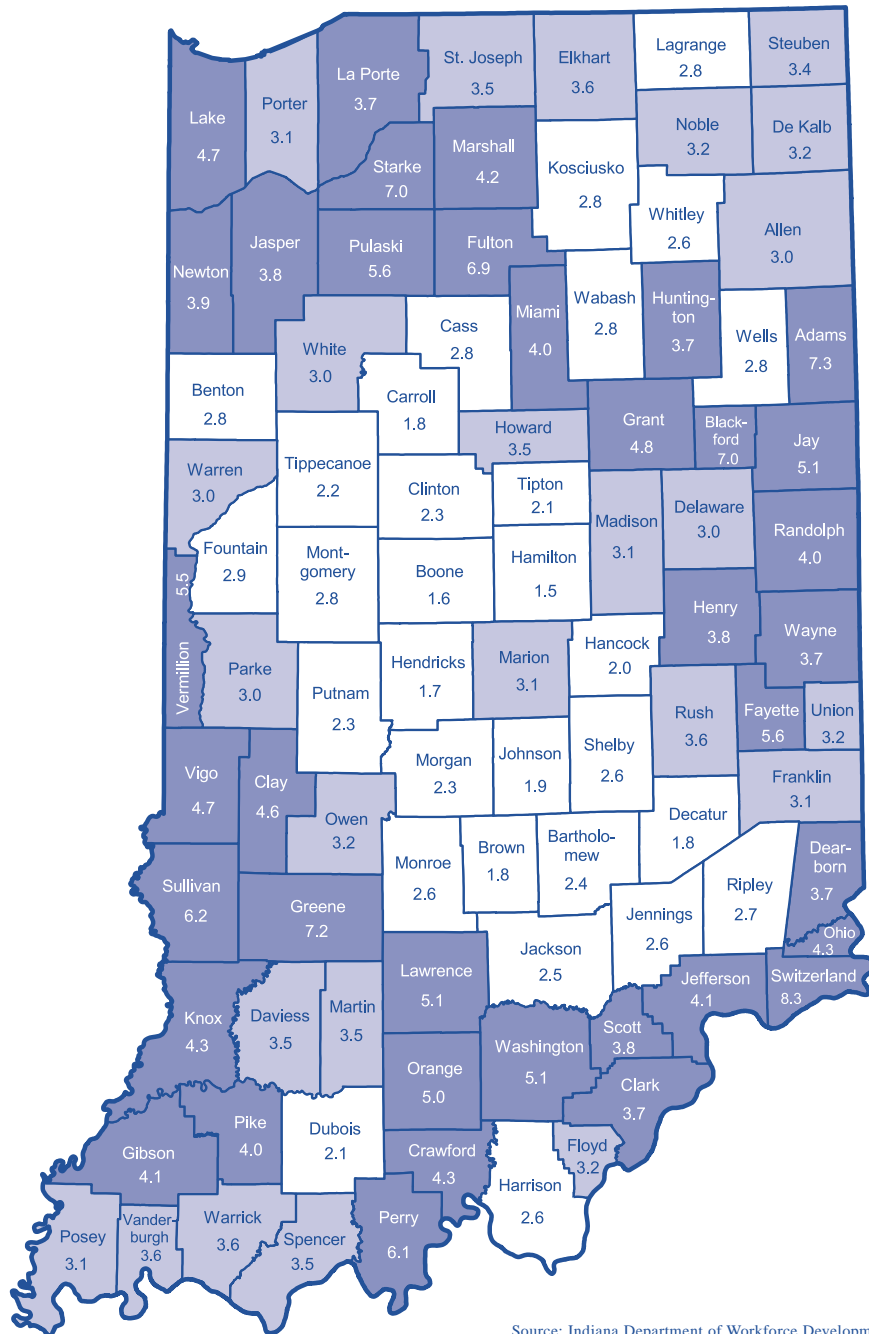 Lagrange
2.8
Steuben
3.4
St. Joseph
3.5
Elkhart
3.6
La Porte
3.7
Porter
3.1
Lake
4.7
Noble
3.2
De Kalb
3.2
Marshall
4.2
Starke
7.0
Kosciusko
2.8
Whitley
2.6
Allen
3.0
Newton
3.9
Jasper
3.8
Pulaski
5.6
Fulton
6.9
Miami
4.0
Wabash
2.8
Hunting-
ton
3.7
Wells
2.8
Adams
7.3
White
3.0
Cass
2.8
Benton
2.8
Carroll
1.8
Howard
3.5
Grant
4.8
Black-
ford
7.0
Jay
5.1
Warren
3.0
Tippecanoe
2.2
Clinton
2.3
Tipton
2.1
Madison
3.1
Delaware
3.0
Randolph
4.0
Fountain
2.9
Mont-
gomery
2.8
Boone
1.6
Hamilton
1.5
Vermillion 5.5
Henry
3.8
Wayne
3.7
Parke
3.0
Putnam
2.3
Hendricks
1.7
Marion
3.1
Hancock
2.0
Rush
3.6
Fayette
5.6
Union
3.2
Vigo
4.7
Clay
4.6
Owen
3.2
Morgan
2.3
Johnson
1.9
Shelby
2.6
Franklin
3.1
Decatur
1.8
Monroe
2.6
Brown
1.8
Bartholo-
mew
2.4
Dear-
born
3.7
Sullivan
6.2
Greene
7.2
Jennings
2.6
Ripley
2.7
Ohio
4.3
Jackson
2.5
Lawrence
5.1
Jefferson
4.1
Switzerland
8.3
Knox
4.3
Daviess
3.5
Martin
3.5
Orange
5.0
Washington
5.1
Scott
3.8
Clark
3.7
Gibson
4.1
Pike
4.0
Dubois
2.1
Crawford
4.3
Floyd
3.2
Harrison
2.6
Posey
3.1
Vander-
burgh
3.6
Warrick
3.6
Spencer
3.5
Perry
6.1
Source: Indiana Department of Workforce Developm